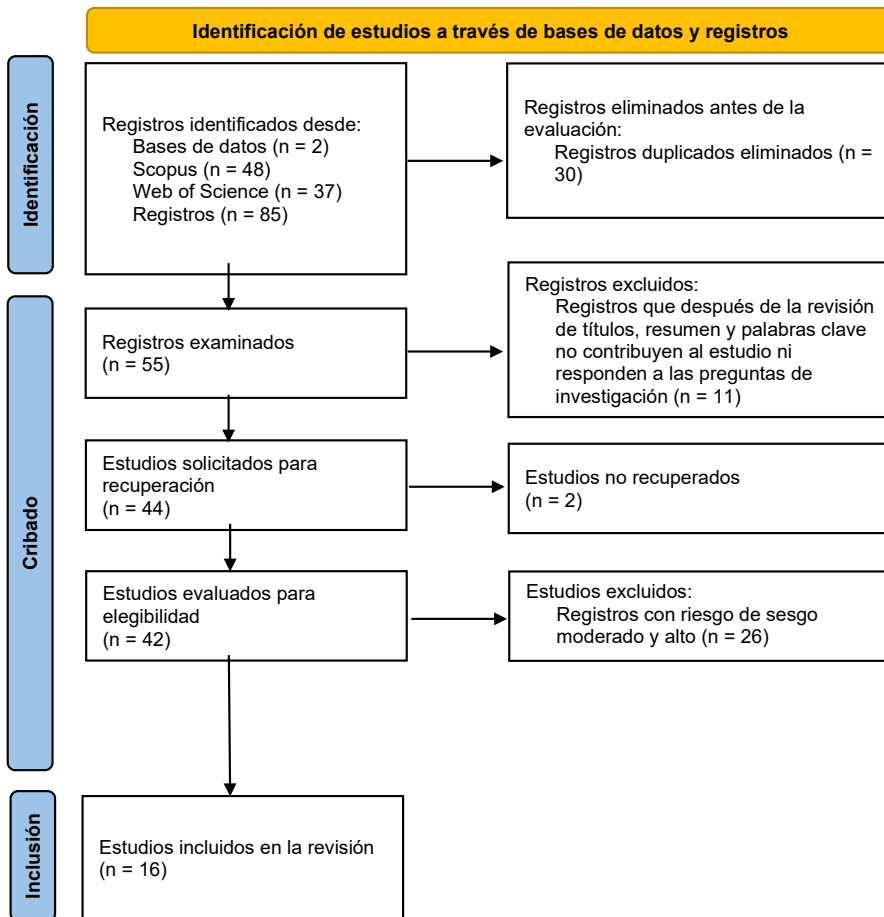 Identificación de estudios a través de bases de datos y registros
Identificación
Registros identificados desde:
Bases de datos (n = 2)
Scopus (n = 48)
Web of Science (n = 37)
Registros (n = 85)
Registros eliminados antes de la
evaluación:
Registros duplicados eliminados (n =
30)
Cribado
Registros examinados
(n = 55)
Registros excluidos:
Registros que después de la revisión
de títulos, resumen y palabras clave
no contribuyen al estudio ni
responden a las preguntas de
investigación (n = 11)
Estudios solicitados para
recuperación
(n = 44)
Estudios no recuperados
(n = 2)
Estudios evaluados para
elegibilidad
(n = 42)
Estudios excluidos:
Registros con riesgo de sesgo
moderado y alto (n = 26)
Inclusión
Estudios incluidos en la revisión
(n = 16)